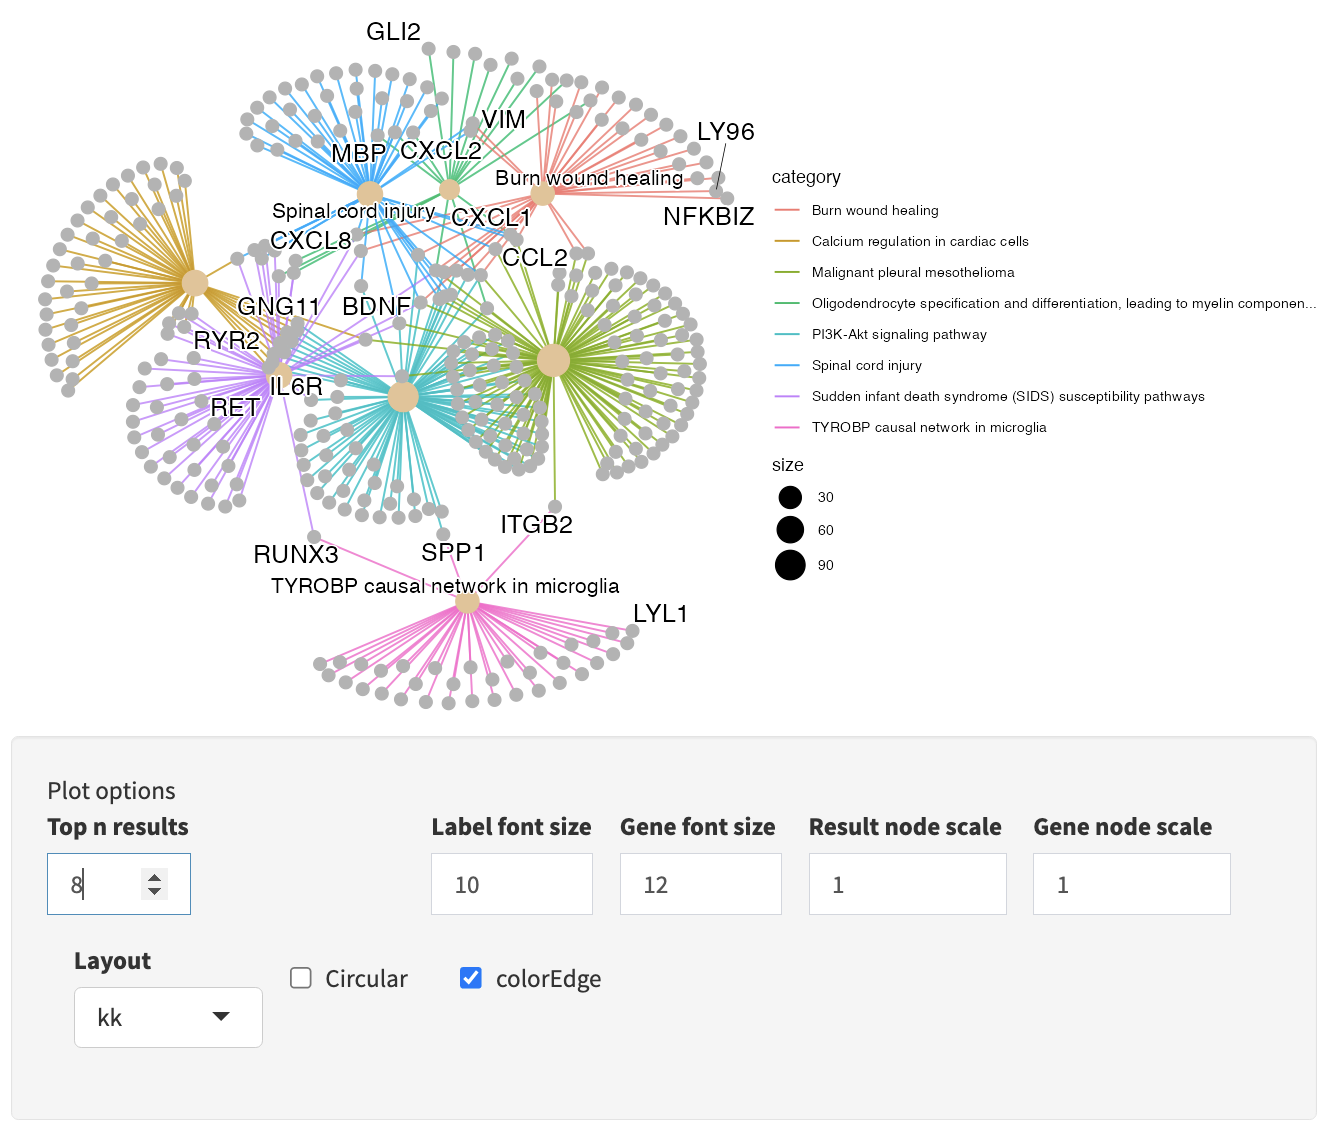 GLI2
VIM
LY96
MBP
CXCL2
Burn wound healing
Spinal cord injury
CXCL1
NFKBIZ
CXCL8
CCL2
GNG11
BDNF
RYR2
IL6R
RET
ITGB2
RUNX3
SPP1
TYROBP causal network in microglia
LYL1
category
Burn wound healing
Calcium regulation in cardiac cells
Malignant pleural mesothelioma
Oligodendrocyte specification and differentiation, leading to myelin componen...
PI3K-Akt signaling pathway
Spinal cord injury
Sudden infant death syndrome (SIDS) susceptibility pathways
TYROBP causal network in microglia
size
30
60
90
Plot options
Top n results
Label font size
Gene font size
Result node scale
Gene node scale
8
10
12
1
1
Layout
Circular
colorEdge
kk